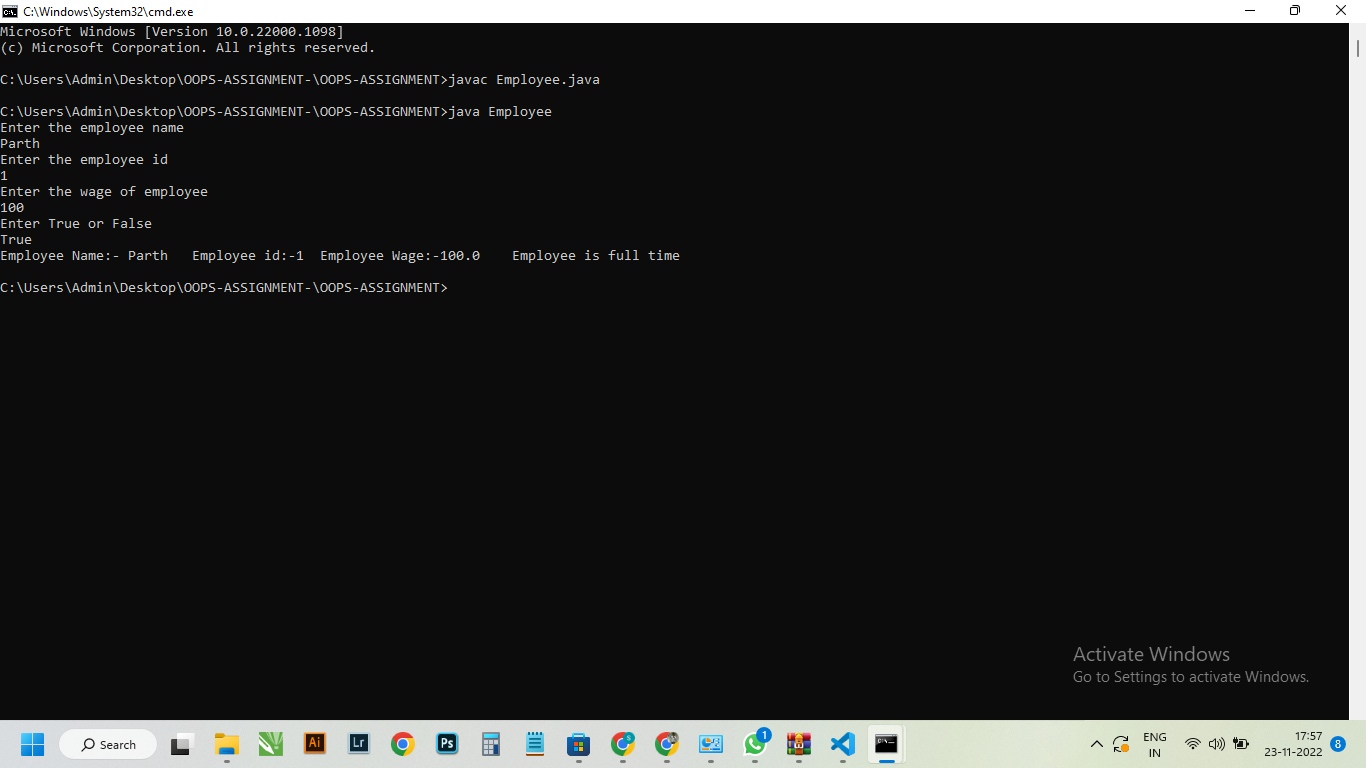 C:\Windows\System32\cmd.exe
Microsoft Windows [Version 10.0.22000.1098]
(c) Microsoft Corporation. All rights reserved.
C:\Users\Admin\Desktop\OOPS-ASSIGNMENT-\OOPS-ASSIGNMENT>javac Employee.java
C:\Users\Admin\Desktop\OOPS-ASSIGNMENT-\OOPS-ASSIGNMENT>java Employee
Enter the employee name
Parth
Enter the employee id
1
Enter the wage of employee
100
Enter True or False
True
Employee Name:- Parth   Employee id:-1  Employee Wage:-100.0    Employee is full time
C:\Users\Admin\Desktop\OOPS-ASSIGNMENT-\OOPS-ASSIGNMENT>
Activate Windows
Go to Settings to activate Windows.
Search
Ai
Lr
Ps
1
ENG
IN
17:57
23-11-2022
8